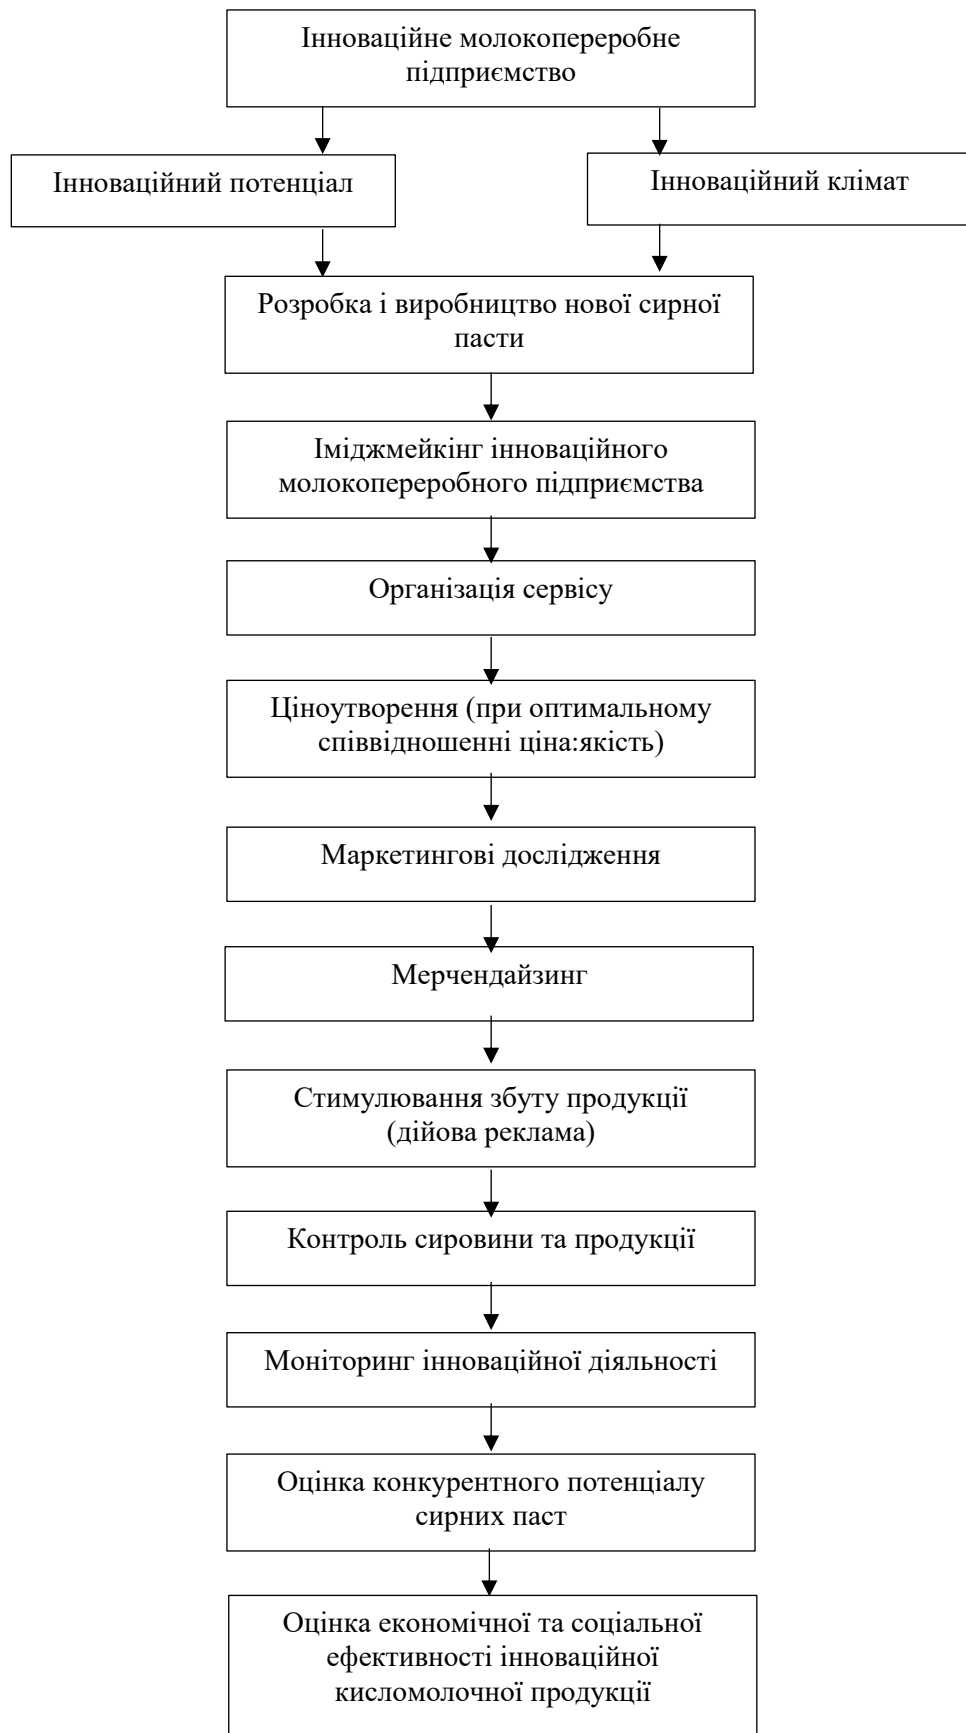 Інноваційне молокопереробне
підприємство
Інноваційний потенціал
Інноваційний клімат
Розробка і виробництво нової сирної
пасти
Іміджмейкінг інноваційного
молокопереробного підприємства
Організація сервісу
Ціноутворення (при оптимальному
співвідношенні ціна:якість)
Маркетингові дослідження
Мерчендайзинг
Стимулювання збуту продукції
(дійова реклама)
Контроль сировини та продукції
Моніторинг інноваційної діяльності
Оцінка конкурентного потенціалу
сирних паст
Оцінка економічної та соціальної
ефективності інноваційної
кисломолочної продукції